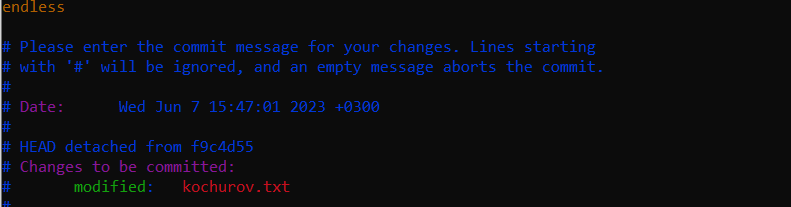 endless
# Please enter the commit message for your changes. Lines starting
# with '#' will be ignored, and an empty message aborts the commit.
#
# Date:      Wed Jun 7 15:47:01 2023 +0300
#
# HEAD detached from f9c4d55
# Changes to be committed:
#       modified:   kochurov.txt
#